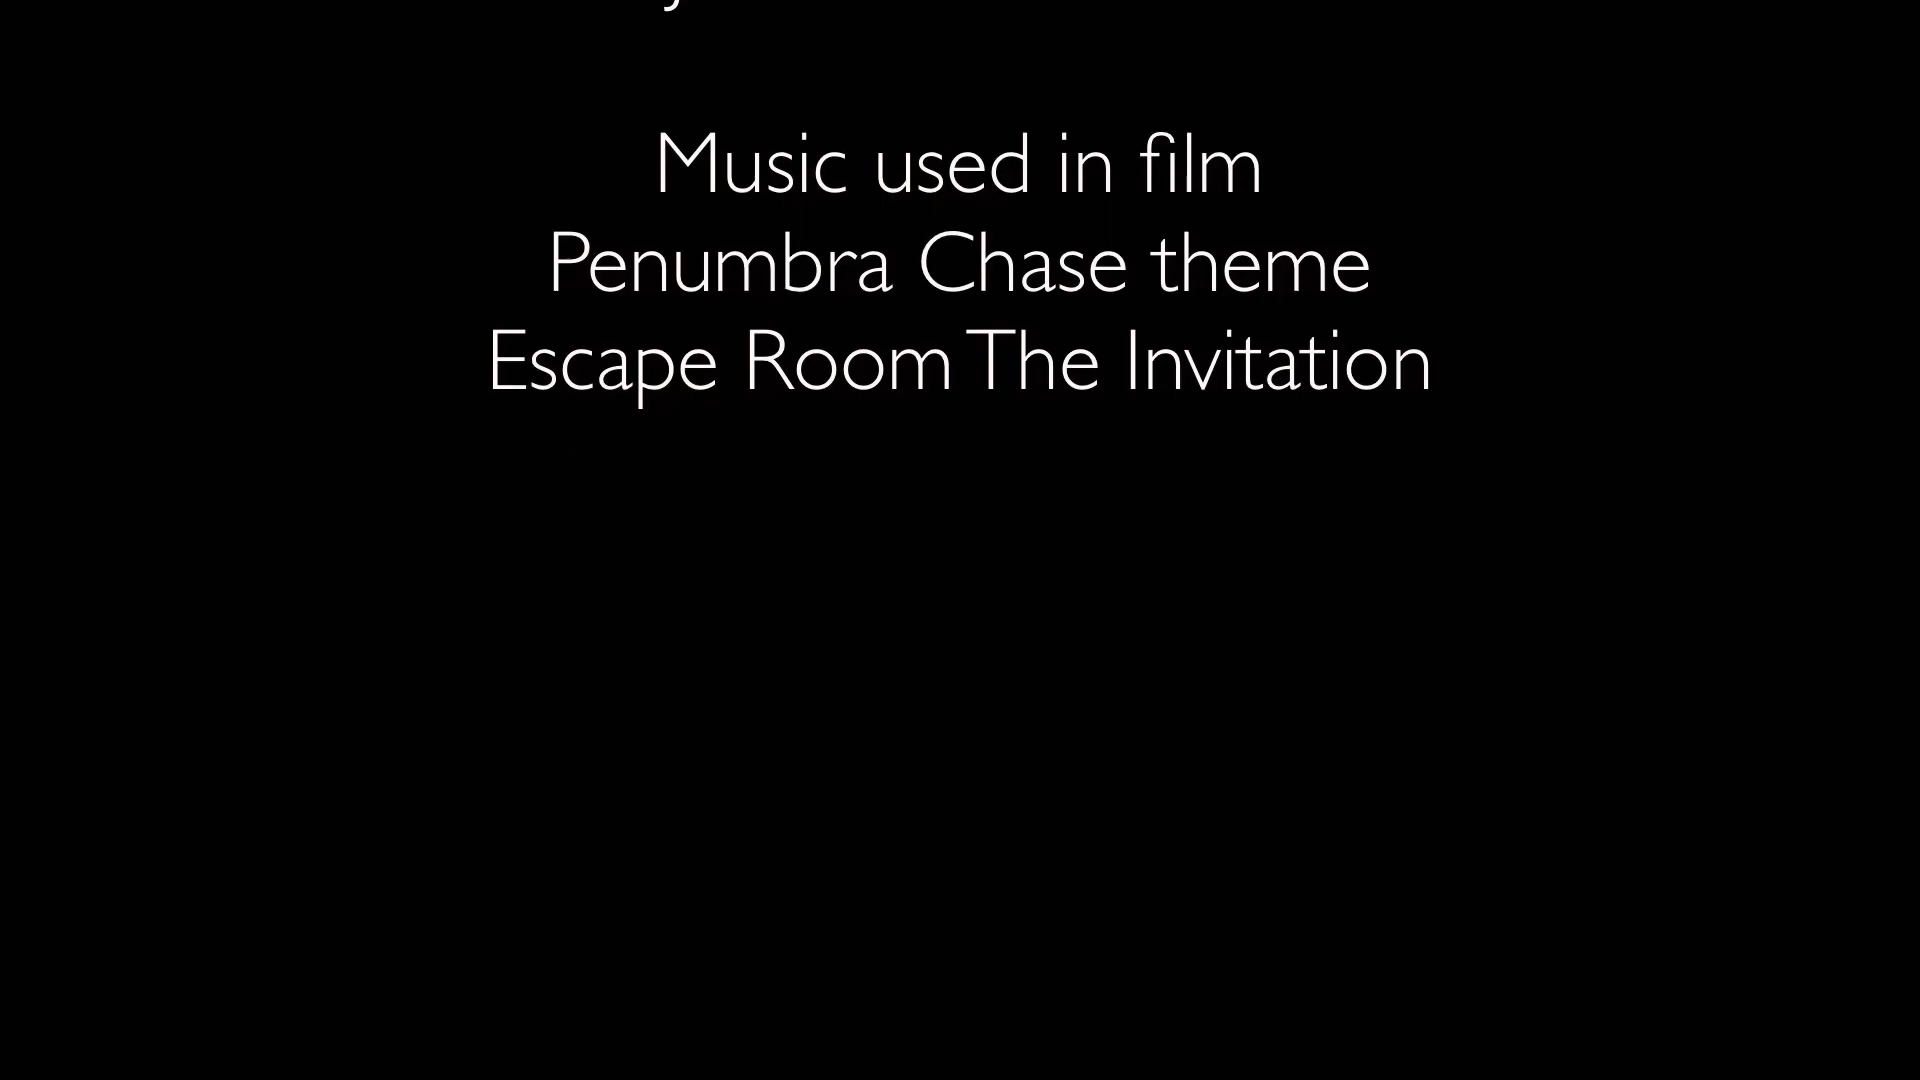 Music used in film
Penumbra Chase theme
Escape Room The Invitation